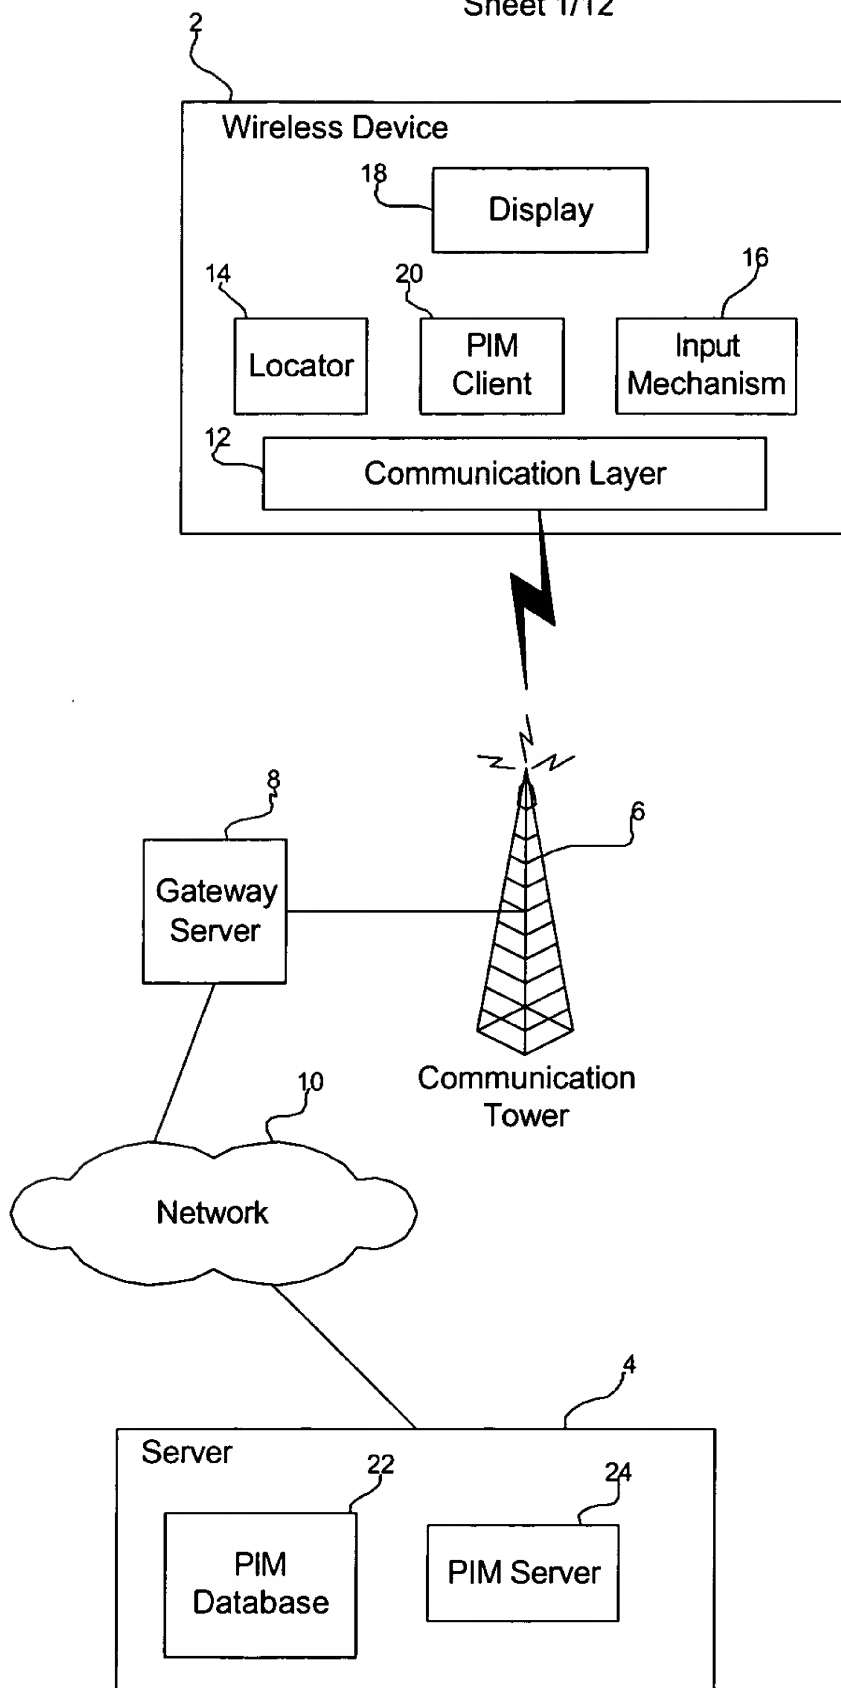 Sheet 1/12
2
Wireless Device
18
Display
14
20
16
Locator
PIM
Client
Input
Mechanism
12
Communication Layer
8
6
Gateway
Server
Communication
Tower
10
Network
4
Server
22
24
PIM
Database
PIM Server